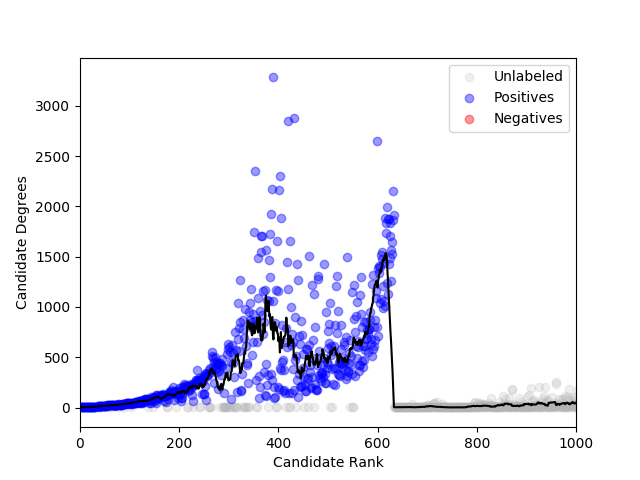 Unlabeled
Positives
Negatives
3000
2500
2000
1500
1000
500
0
Candidate Degrees
0 200 400 600 800 1000
Candidate Rank